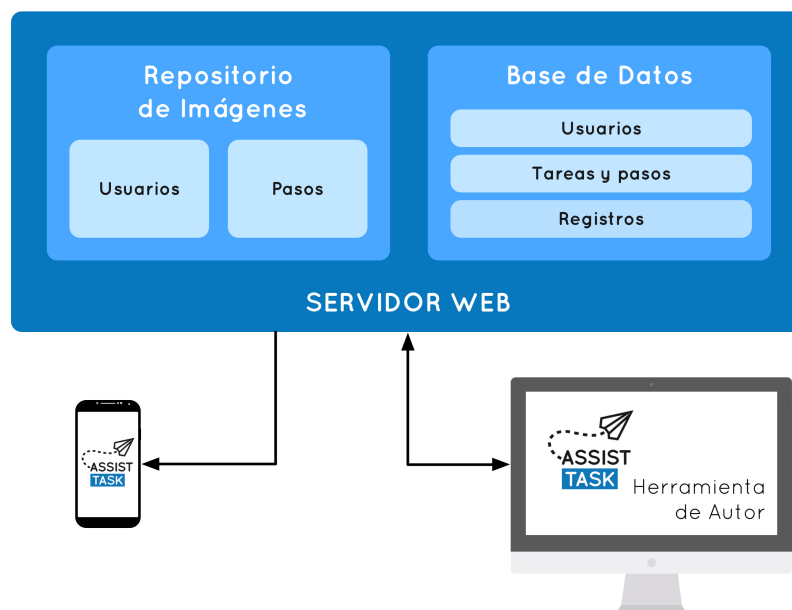 Repositorio
de Imágenes
Usuarios
Pasos
Base de Datos
Usuarios
Tareas y pasos
Registros
SERVIDOR WEB
ASSIST
TASK
ASSIST
TASK
Herramienta
de Autor